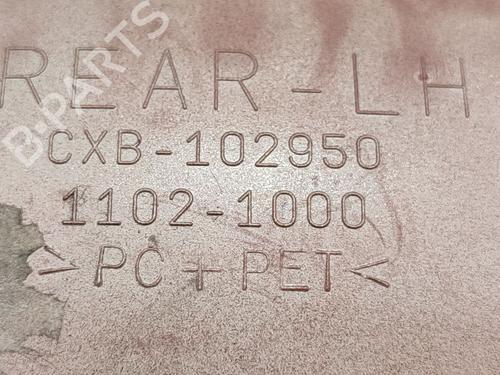 REAR-LH
CXB-102950
1102-1000
>PC+PET<
B-PARTS